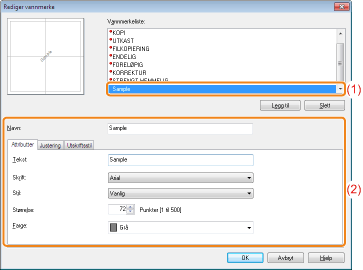 Rediger vannmerke
Vannmerkeliste:
KOPI
UTKAST
FILKOPIERING
ENDELIG
FORELØPIG
KORREKTUR
STRENGT HEMMELIG
Sample
(1)
Sample
Legg til
Slett
Navn:
Sample
Attributter
Justering
Utskriftsstil
Tekst:
Sample
Skrift:
Arial
Stil:
Vanlig
(2)
Størrelse:
72
Punkter [1 til 500]
Farge:
Grå
OK
Avbryt
Hjelp